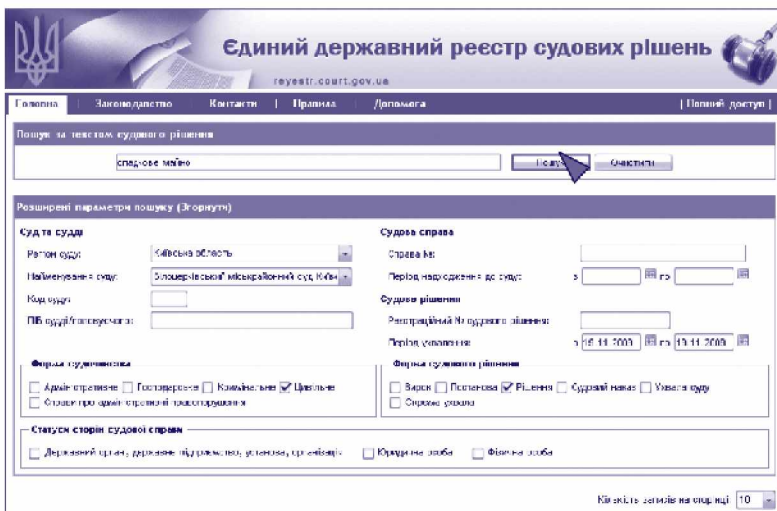 Єдиний державний реєстр судових рішень
reyestr.court.gov.ua
Головна | Законодавство Контакти | Правила Допомога | Повний доступ |
Пошук за текстом судового рішення
спадкове майно Пошук Очистити
Розширені параметри пошуку (Згорнути)
Суд та судді Судова справа
Регіон суду: Київська область Справа №:
Найменування суду: Білоцерківський міськрайонний суд Київ Період надходження до суду: з по
Код суду: Судове рішення
ПІБ судді/головуючого: Реєстраційний № судового рішення:
Період ухвалення: з по
Форма судочинства Форма судового рішення
Адміністративне Господарське Кримінальне Цивільне Вирок Постанова Рішення Судовий наказ Ухвала суду
Справи про адміністративні правопорушення Окрема ухвала
Статуси сторін судової справи
Державний орган, державне підприємство, установа, організація Юридична особа Фізична особа
Кількість записів на сторінці 10